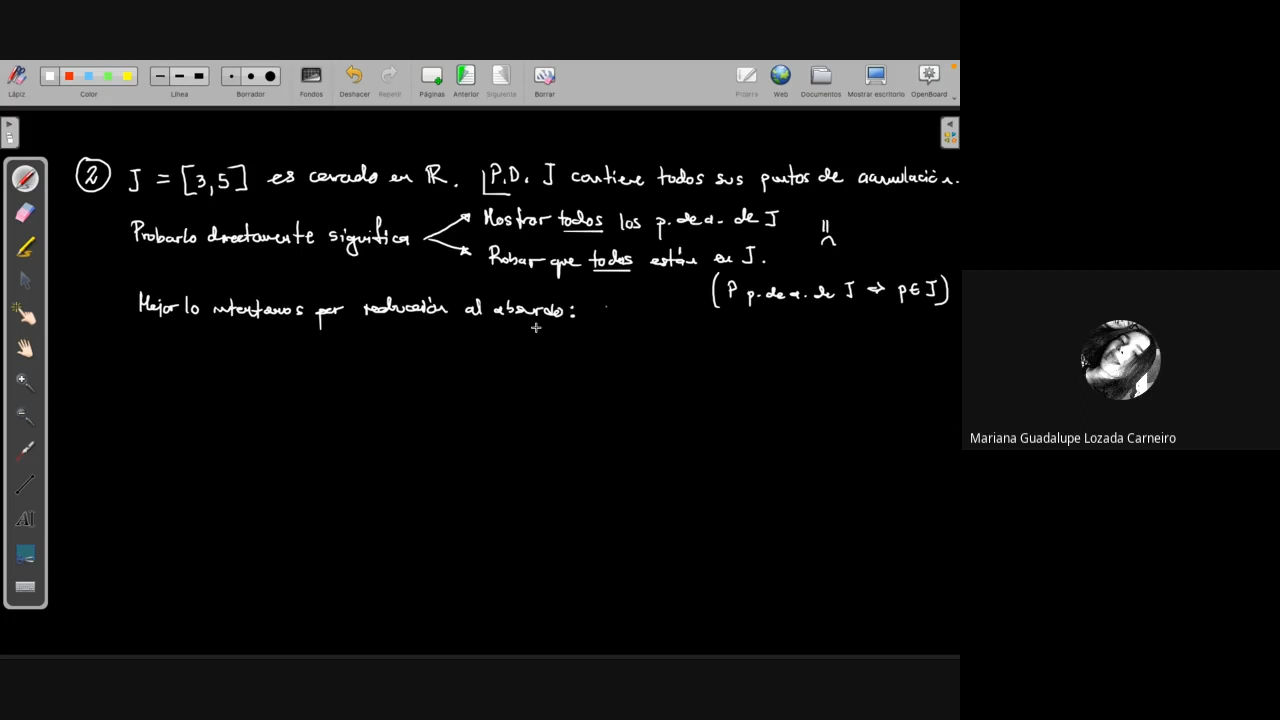 Lápiz Color Línea Borrador Fondos Deshacer Repetir Páginas Anterior Siguiente Borrar Pizarra Web Documentos Mostrar escritorio OpenBoard
② J = [3,5] es cerrado en ℝ. P.D. J contiene todos sus puntos de acumulación.
Probarlo directamente significa
Mostrar todos los p. de a. de J
Probar que todos están en J.
(P p. de a. de J ⇒ p ∈ J)
Mejor lo intentamos por reducción al absurdo:
Mariana Guadalupe Lozada Carneiro